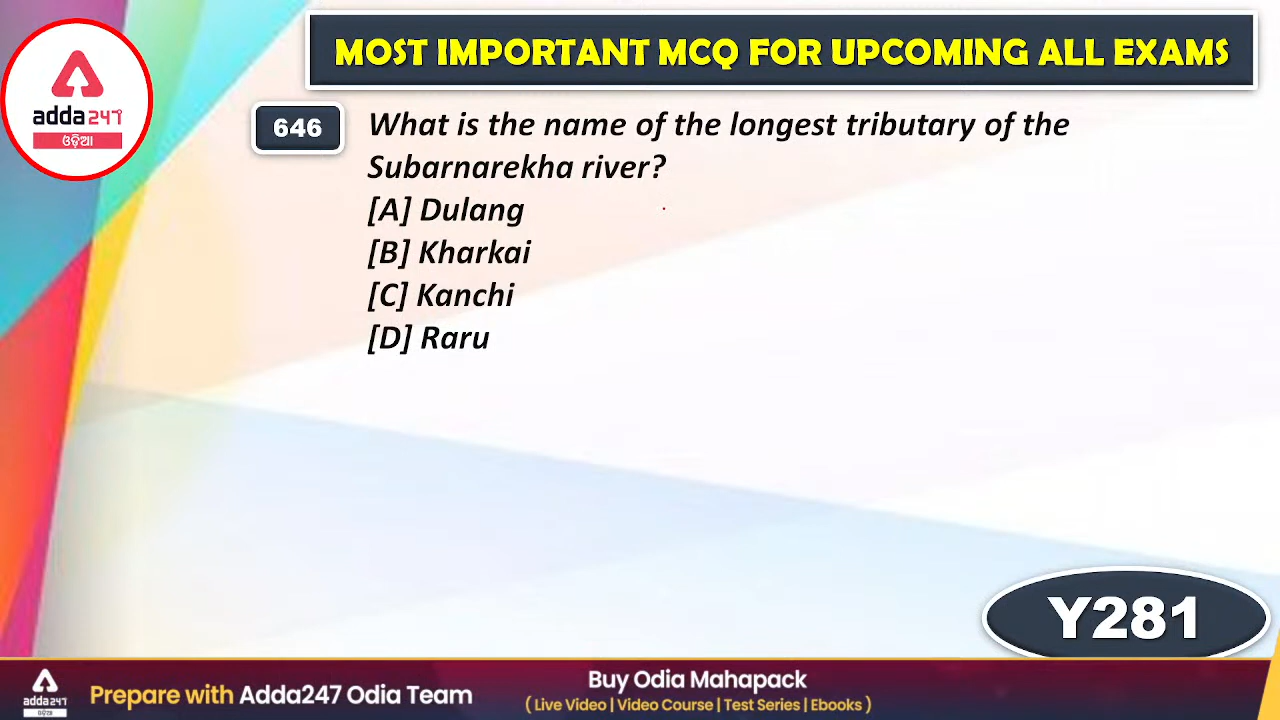 MOST IMPORTANT MCQ FOR UPCOMING ALL EXAMS
adda247
ଓଡ଼ିଆ
646
What is the name of the longest tributary of the
Subarnarekha river?
[A] Dulang
[B] Kharkai
[C] Kanchi
[D] Raru
Y281
adda247
ଓଡ଼ିଆ
Prepare with Adda247 Odia Team
Buy Odia Mahapack
( Live Video | Video Course | Test Series | Ebooks )